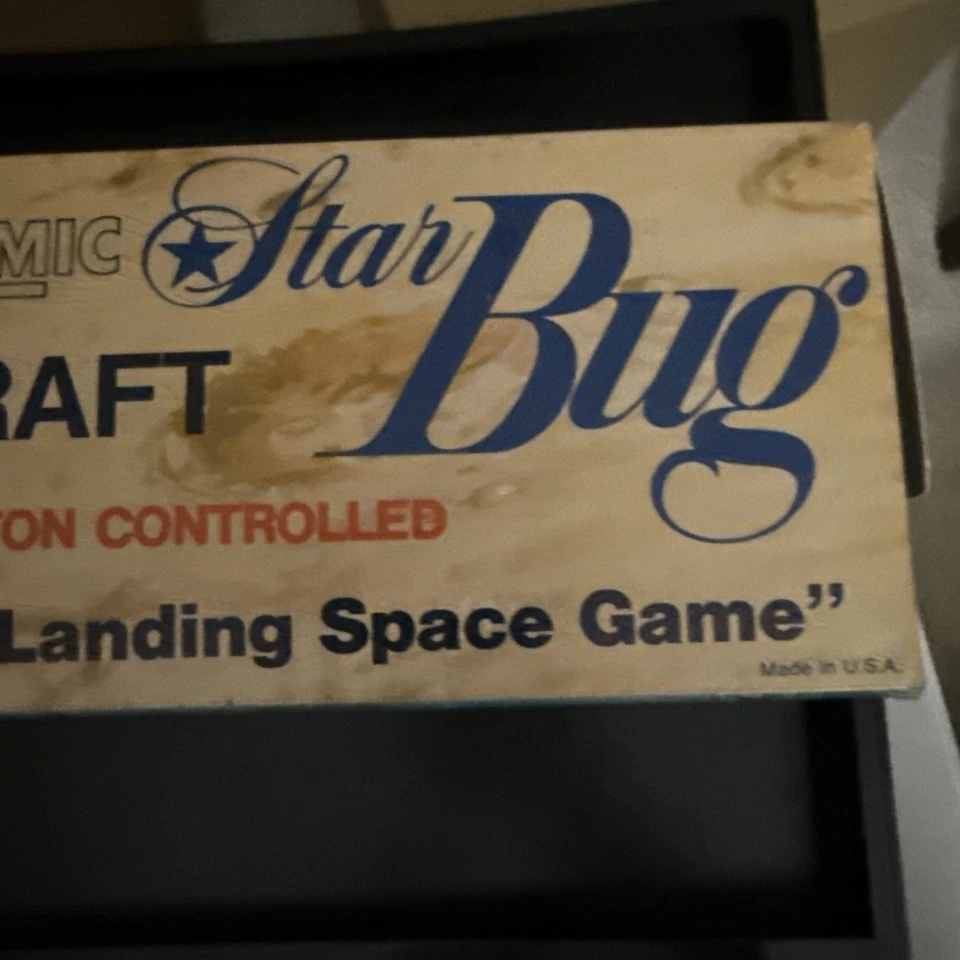 MIC Star Bug
RAFT
TON CONTROLLED
Landing Space Game”
Made in U.S.A.